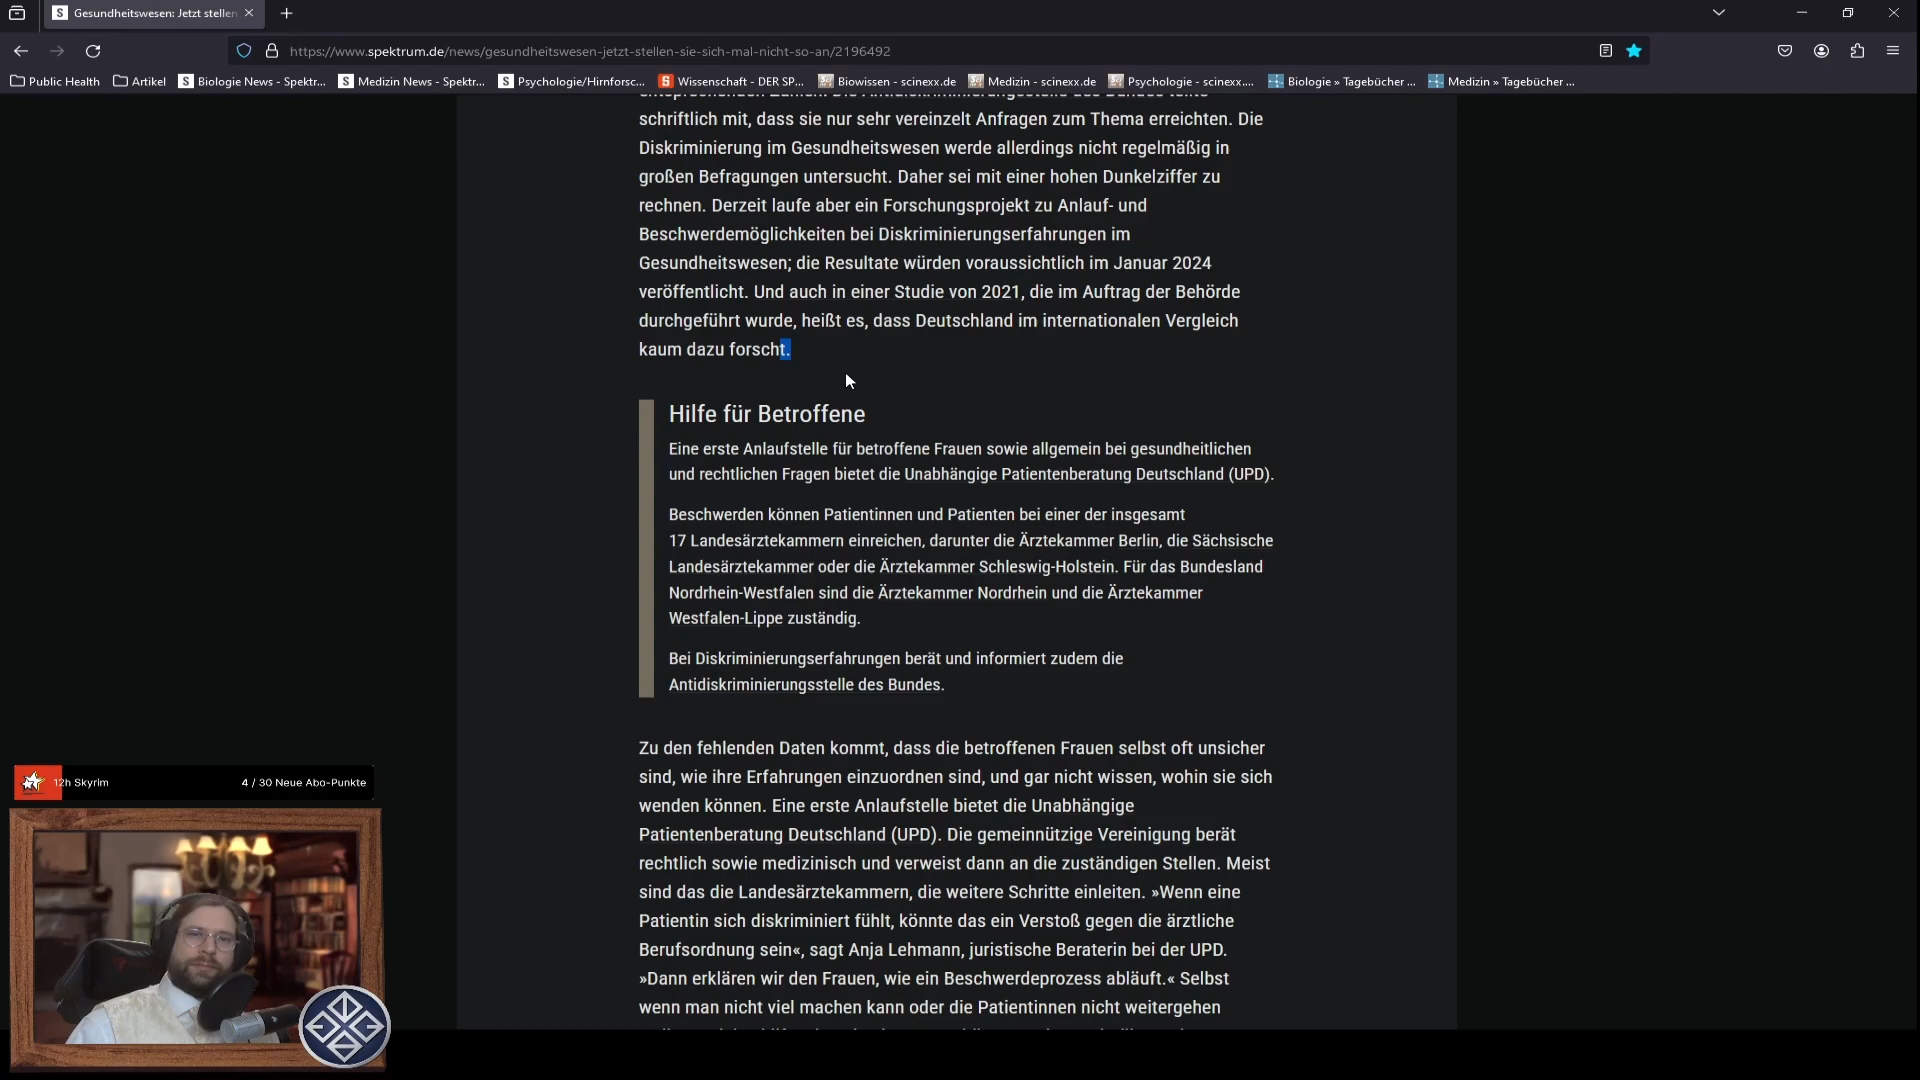 Gesundheitswesen: Jetzt stellen
https://www.spektrum.de/news/gesundheitswesen-jetzt-stellen-sie-sich-mal-nicht-so-an/2196492
Public Health Artikel Biologie News - Spektr... Medizin News - Spektr... Psychologie/Hirnforsc... Wissenschaft - DER SP... Biowissen - scinexx.de Medizin - scinexx.de Psychologie - scinexx.... Biologie » Tagebücher ... Medizin » Tagebücher ...
schriftlich mit, dass sie nur sehr vereinzelt Anfragen zum Thema erreichten. Die
Diskriminierung im Gesundheitswesen werde allerdings nicht regelmäßig in
großen Befragungen untersucht. Daher sei mit einer hohen Dunkelziffer zu
rechnen. Derzeit laufe aber ein Forschungsprojekt zu Anlauf- und
Beschwerdemöglichkeiten bei Diskriminierungserfahrungen im
Gesundheitswesen; die Resultate würden voraussichtlich im Januar 2024
veröffentlicht. Und auch in einer Studie von 2021, die im Auftrag der Behörde
durchgeführt wurde, heißt es, dass Deutschland im internationalen Vergleich
kaum dazu forscht.
Hilfe für Betroffene
Eine erste Anlaufstelle für betroffene Frauen sowie allgemein bei gesundheitlichen
und rechtlichen Fragen bietet die Unabhängige Patientenberatung Deutschland (UPD).
Beschwerden können Patientinnen und Patienten bei einer der insgesamt
17 Landesärztekammern einreichen, darunter die Ärztekammer Berlin, die Sächsische
Landesärztekammer oder die Ärztekammer Schleswig-Holstein. Für das Bundesland
Nordrhein-Westfalen sind die Ärztekammer Nordrhein und die Ärztekammer
Westfalen-Lippe zuständig.
Bei Diskriminierungserfahrungen berät und informiert zudem die
Antidiskriminierungsstelle des Bundes.
Zu den fehlenden Daten kommt, dass die betroffenen Frauen selbst oft unsicher
sind, wie ihre Erfahrungen einzuordnen sind, und gar nicht wissen, wohin sie sich
wenden können. Eine erste Anlaufstelle bietet die Unabhängige
Patientenberatung Deutschland (UPD). Die gemeinnützige Vereinigung berät
rechtlich sowie medizinisch und verweist dann an die zuständigen Stellen. Meist
sind das die Landesärztekammern, die weitere Schritte einleiten. »Wenn eine
Patientin sich diskriminiert fühlt, könnte das ein Verstoß gegen die ärztliche
Berufsordnung sein«, sagt Anja Lehmann, juristische Beraterin bei der UPD.
»Dann erklären wir den Frauen, wie ein Beschwerdeprozess abläuft.« Selbst
wenn man nicht viel machen kann oder die Patientinnen nicht weitergehen
12h Skyrim 4 / 30 Neue Abo-Punkte